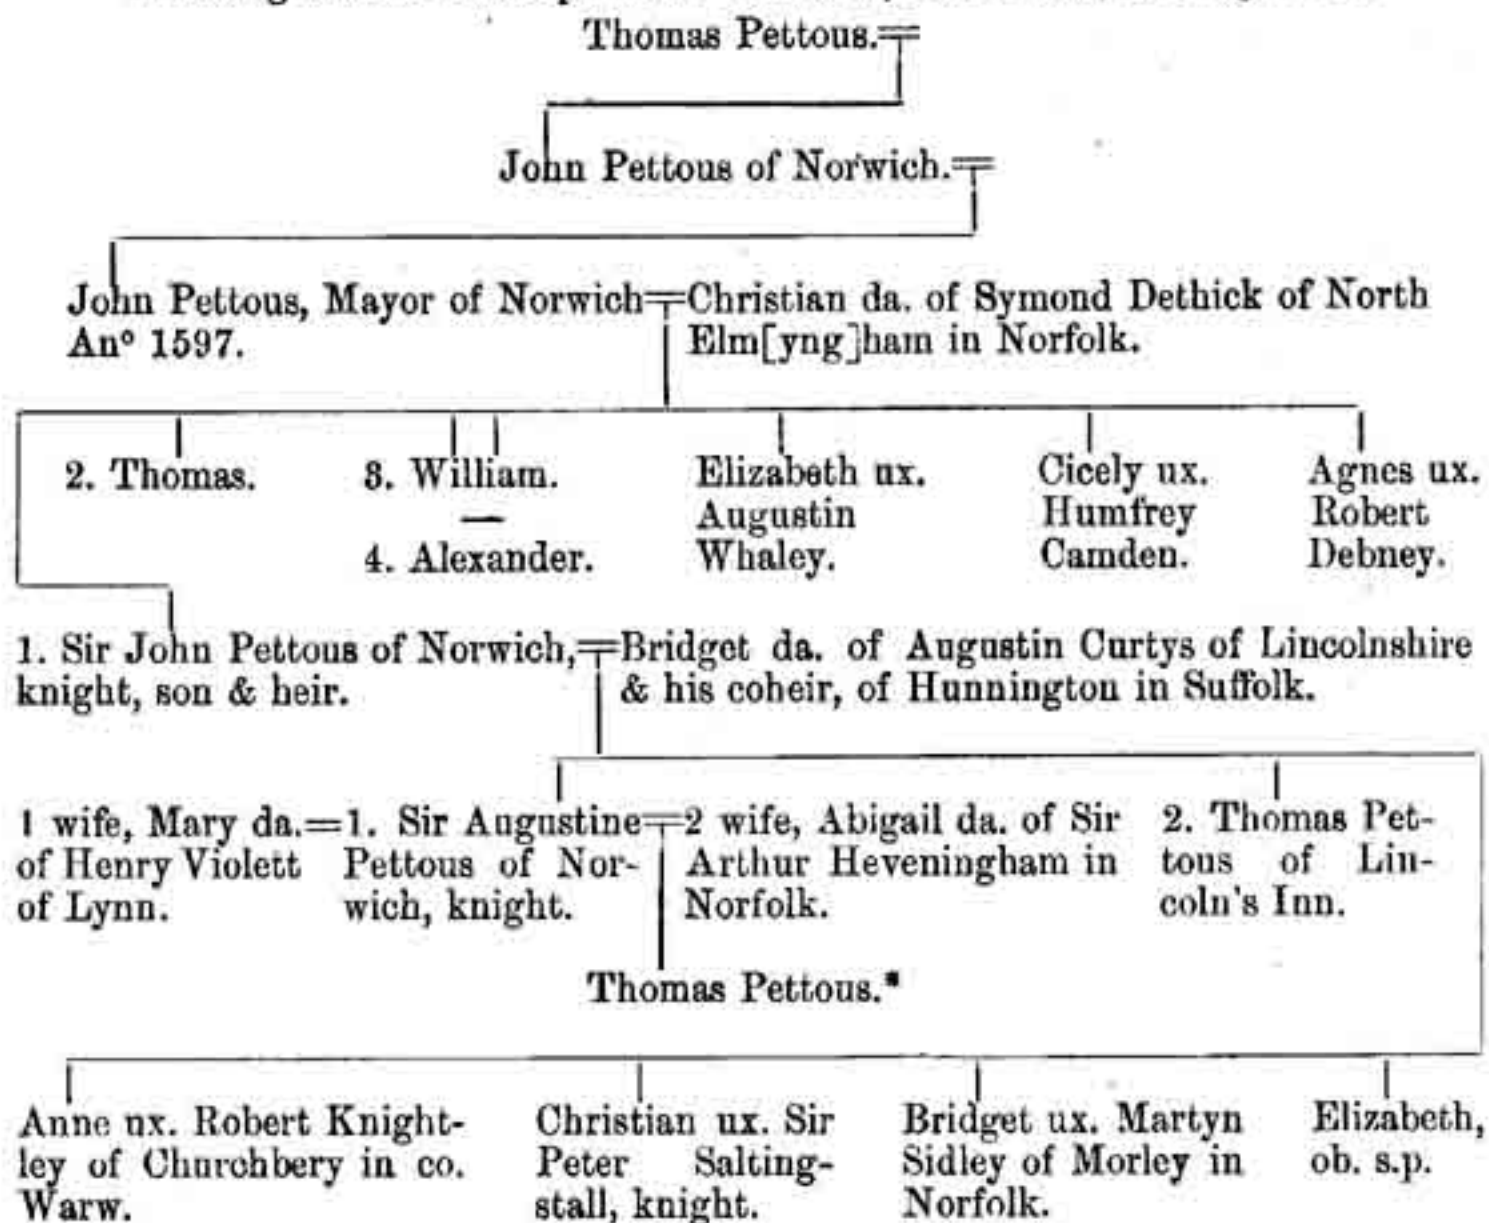 Thomas Pettous.
John Pettous of Norwich.
John Pettous, Mayor of Norwich
Anº 1597.
Christian da. of Symond Dethick of North
Elm[yng]ham in Norfolk.
2. Thomas.
3. William.
—
4. Alexander.
Elizabeth ux.
Augustin
Whaley.
Cicely ux.
Humfrey
Camden.
Agnes ux.
Robert
Debney.
1. Sir John Pettous of Norwich,
knight, son & heir.
Bridget da. of Augustin Curtys of Lincolnshire
& his coheir, of Hunnington in Suffolk.
1 wife, Mary da.
of Henry Violett
of Lynn.
1. Sir Augustine
Pettous of Nor-
wich, knight.
2 wife, Abigail da. of Sir
Arthur Heveningham in
Norfolk.
2. Thomas Pet-
tous of Lin-
coln's Inn.
Thomas Pettous.*
Anne ux. Robert Knight-
ley of Churchbery in co.
Warw.
Christian ux. Sir
Peter Salting-
stall, knight.
Bridget ux. Martyn
Sidley of Morley in
Norfolk.
Elizabeth,
ob. s.p.